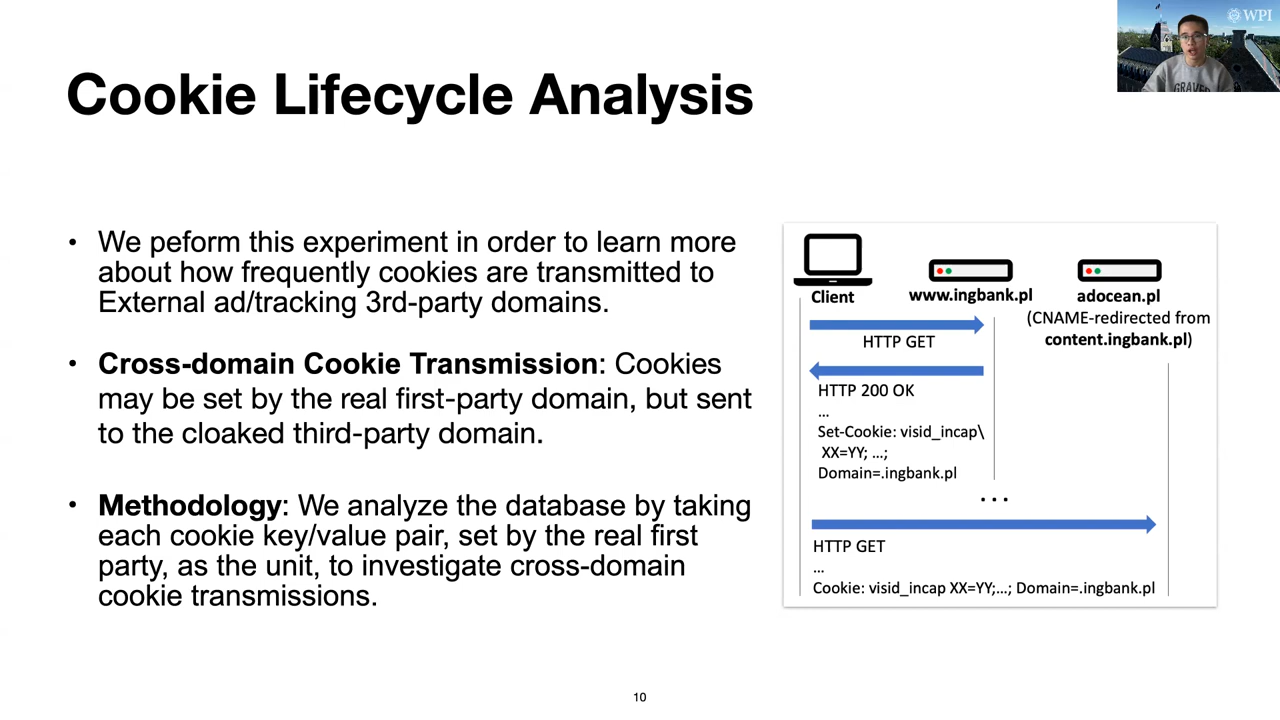 WPI
GRAVES
Cookie Lifecycle Analysis
• We peform this experiment in order to learn more
about how frequently cookies are transmitted to
External ad/tracking 3rd-party domains.
• Cross-domain Cookie Transmission: Cookies
may be set by the real first-party domain, but sent
to the cloaked third-party domain.
• Methodology: We analyze the database by taking
each cookie key/value pair, set by the real first
party, as the unit, to investigate cross-domain
cookie transmissions.
Client
www.ingbank.pl
adocean.pl
(CNAME-redirected from
content.ingbank.pl)
HTTP GET
HTTP 200 OK
...
Set-Cookie: visid_incap\
XX=YY; ...;
Domain=.ingbank.pl
...
HTTP GET
...
Cookie: visid_incap XX=YY;...; Domain=.ingbank.pl
10